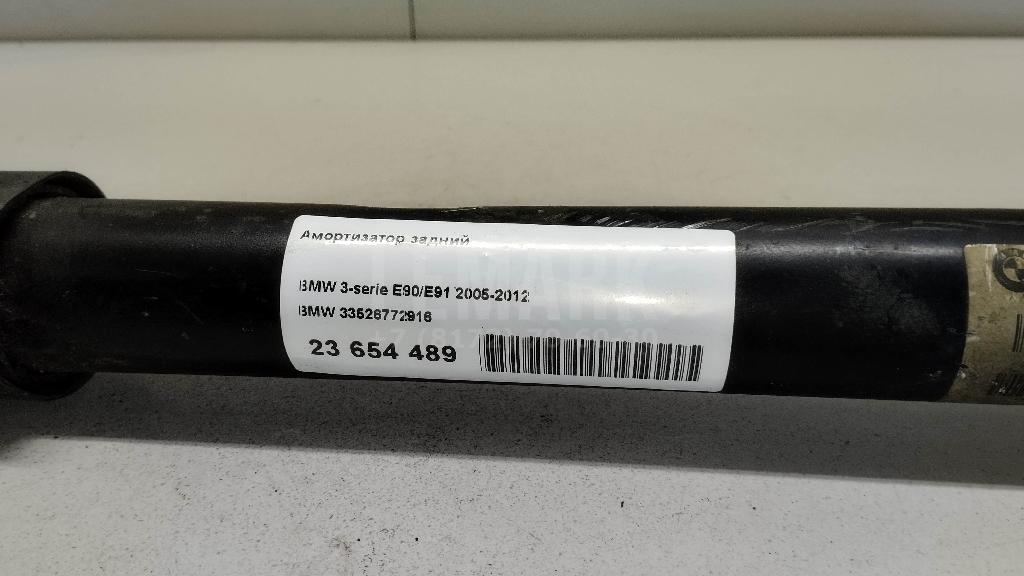 Амортизатор задний
BMW 3-serie E90/E91 2005-2012
BMW 33526772916
23 654 489